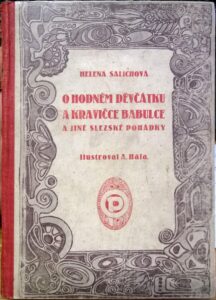 HELENA SALICHOVÁ
O HODNÉM DĚVČÁTKU
A KRAVIČCE BABULCE
A JINÉ SLEZSKÉ POHÁDKY
Ilustroval A. Hála.
P